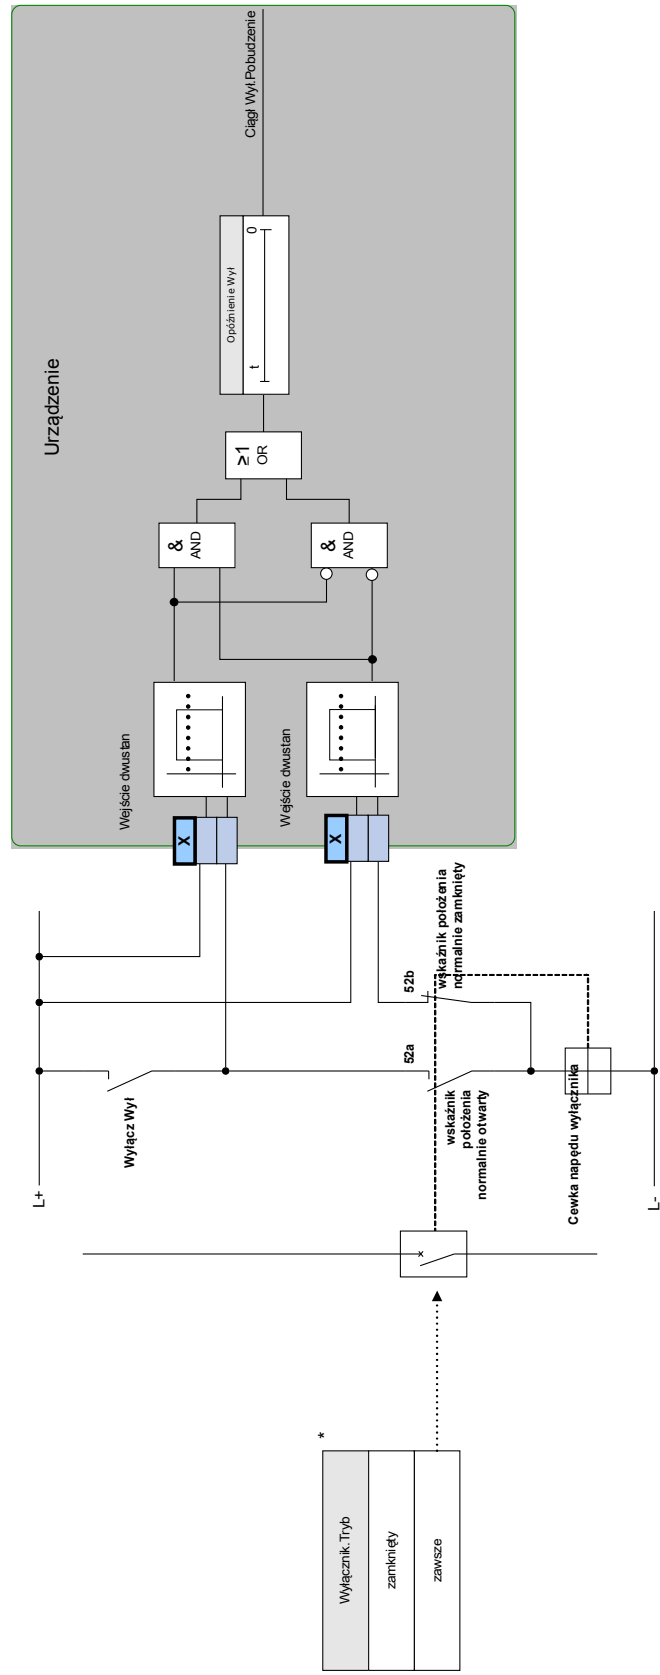 Wyłącznik.Tryb
zamknięty
zawsze
*
L+
L-
Wyłącz Wył
52a
52b
wskaźnik
położenia
normalnie otwarty
wskaźnik położenia
normalnie zamknięty
Cewka napędu wyłącznika
Urządzenie
Wejście dwustan
X
Wejście dwustan
X
&
AND
&
AND
≥1
OR
Opóźnienie Wył
t
0
Ciągł Wył.Pobudzenie